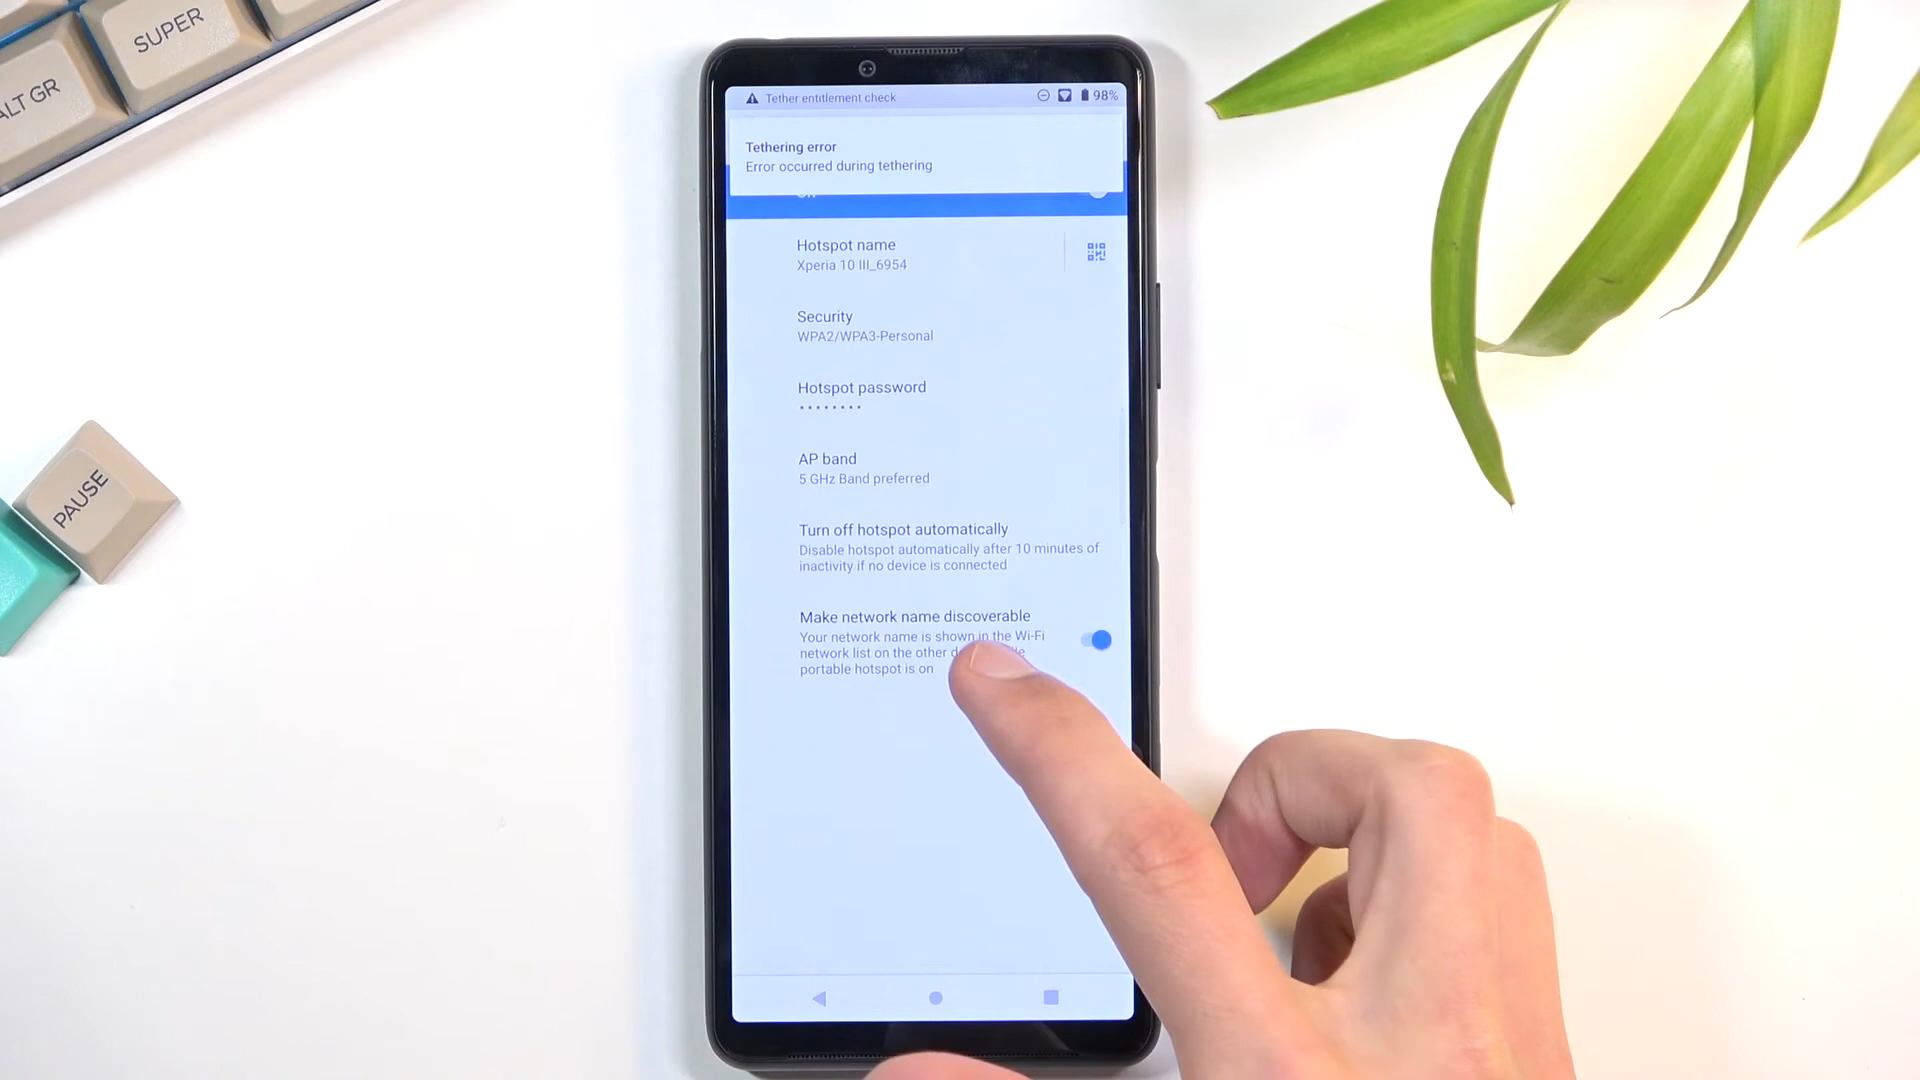 SUPER
ALT GR
PAUSE
Tether entitlement check
98%
Tethering error
Error occurred during tethering
Hotspot name
Xperia 10 III_6954
Security
WPA2/WPA3-Personal
Hotspot password
••••••••
AP band
5 GHz Band preferred
Turn off hotspot automatically
Disable hotspot automatically after 10 minutes of
inactivity if no device is connected
Make network name discoverable
Your network name is shown in the Wi-Fi
network list on the other
portable hotspot is on